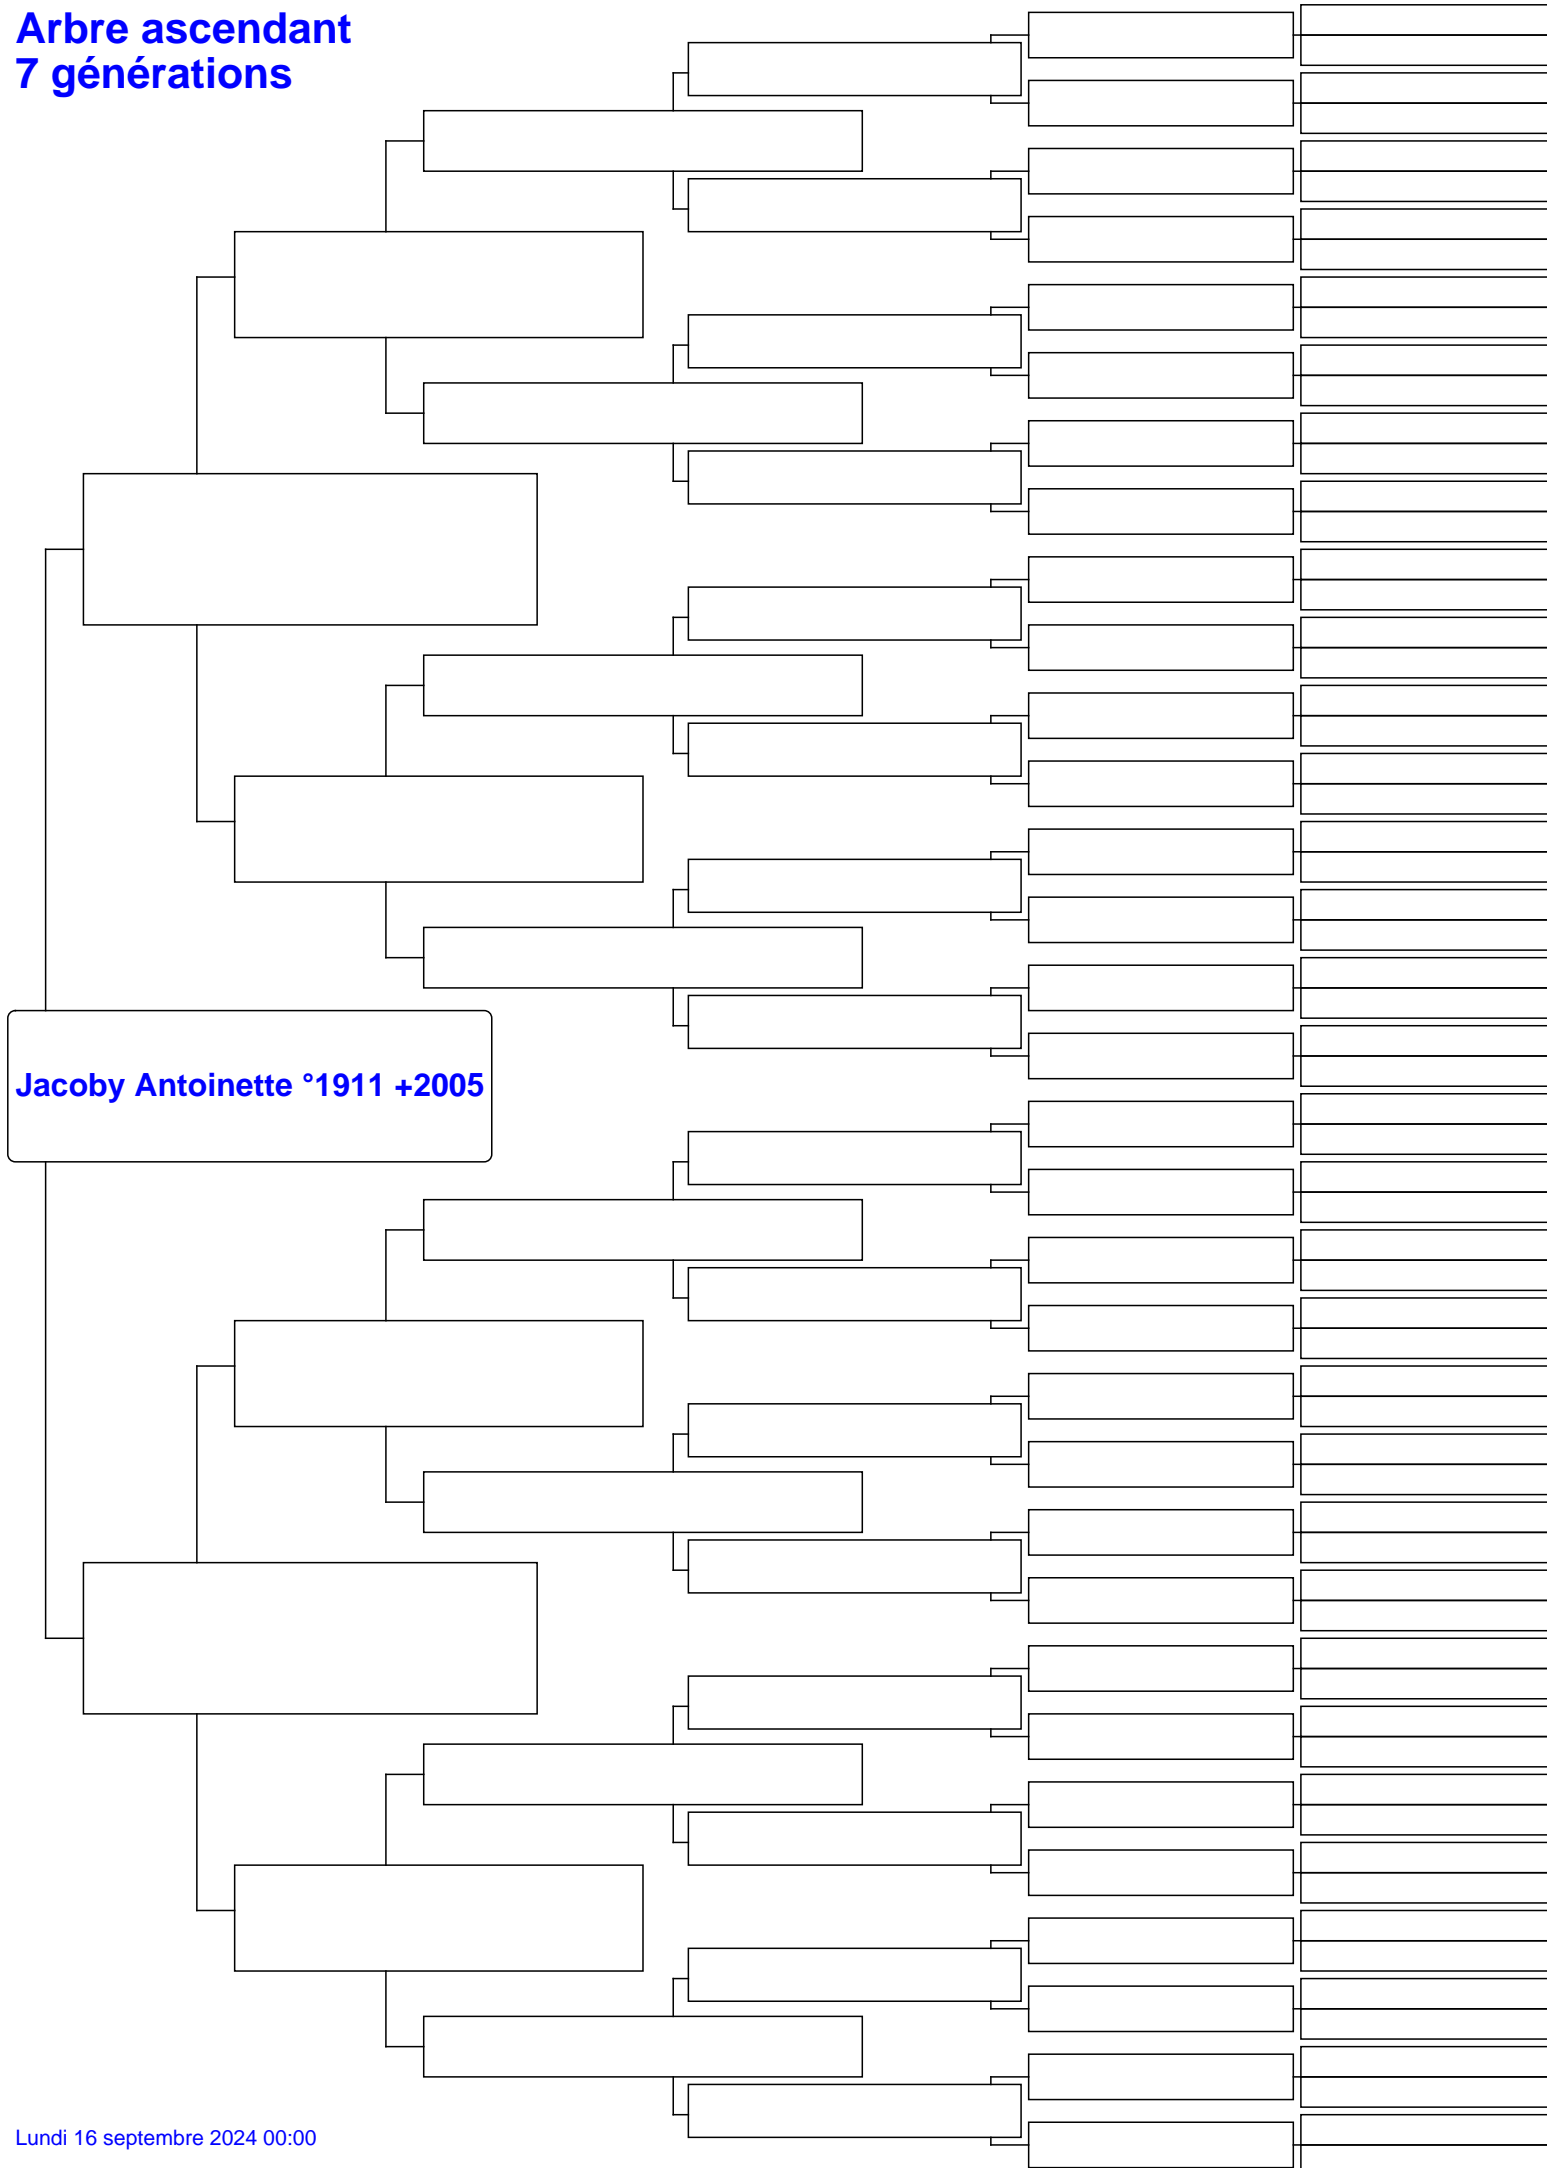 Arbre ascendant
7 générations
Jacoby Antoinette °1911 +2005
Lundi 16 septembre 2024 00:00